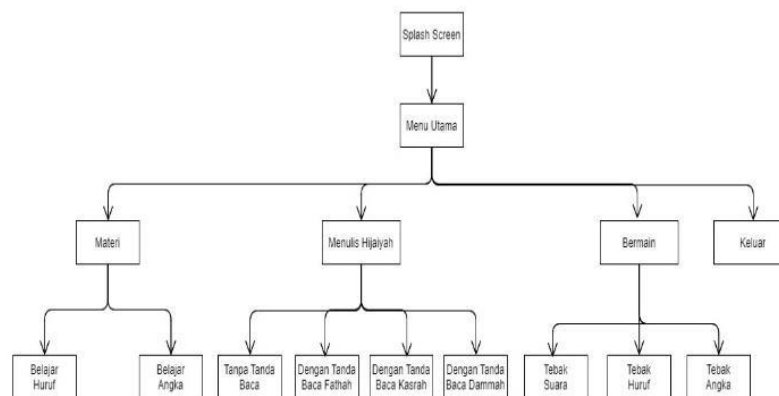 Splash Screen
Menu Utama
Materi
Menulis Hijaiyah
Bermain
Keluar
Belajar
Huruf
Belajar
Angka
Tanpa Tanda
Baca
Dengan Tanda
Baca Fathah
Dengan Tanda
Baca Kasrah
Dengan Tanda
Baca Dammah
Tebak
Suara
Tebak
Huruf
Tebak
Angka